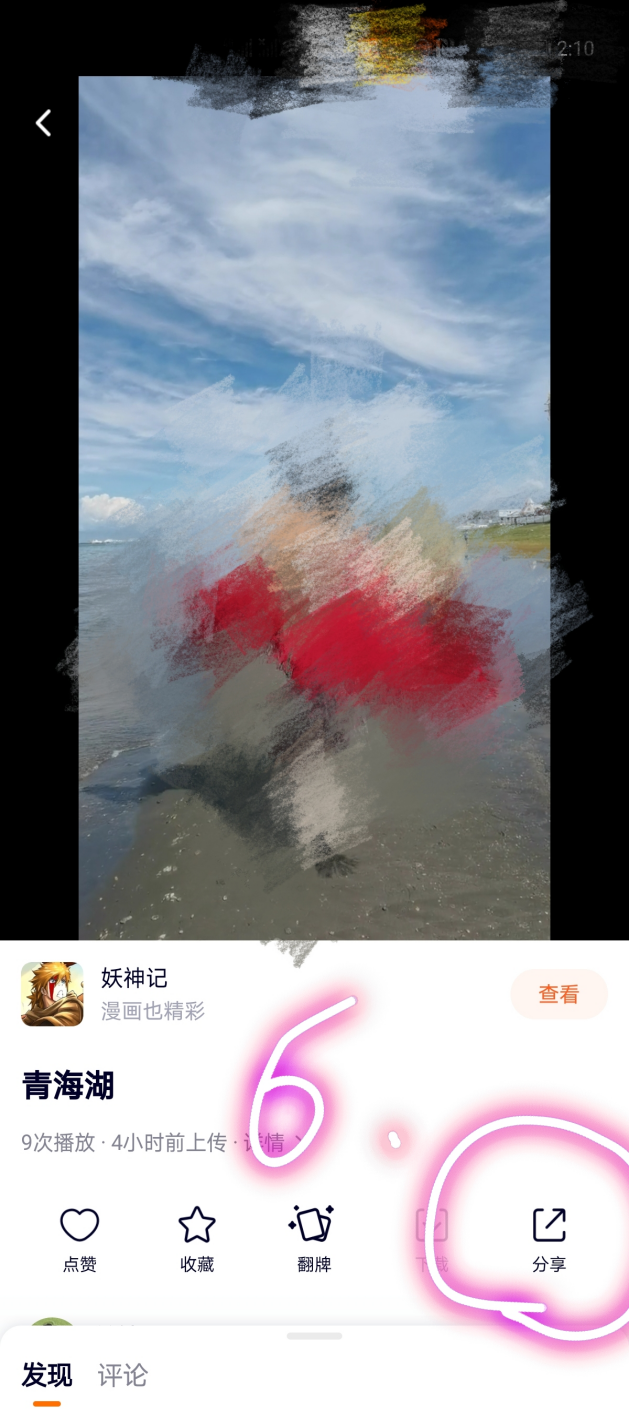 2:10
妖神记
漫画也精彩
查看
青海湖
9次播放 · 4小时前上传 · 详情
6.
点赞
收藏
翻牌
下载
分享
发现
评论